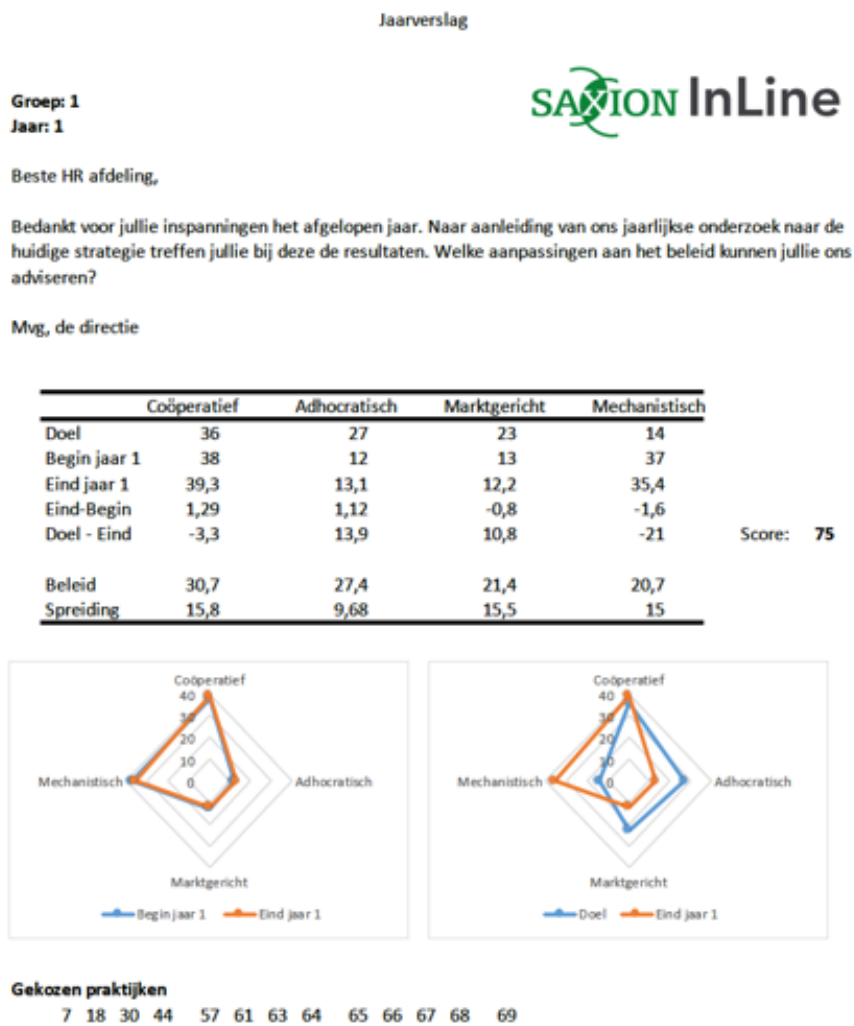 Jaarverslag
SAXION InLine
Groep: 1
Jaar: 1
Beste HR afdeling,
Bedankt voor jullie inspanningen het afgelopen jaar. Naar aanleiding van ons jaarlijkse onderzoek naar de
huidige strategie treffen jullie bij deze de resultaten. Welke aanpassingen aan het beleid kunnen jullie ons
adviseren?
Mvg, de directie
Coöperatief Adhocratisch Marktgericht Mechanistisch
Doel 36 27 23 14
Begin jaar 1 38 12 13 37
Eind jaar 1 39,3 13,1 12,2 35,4
Eind-Begin 1,29 1,12 -0,8 -1,6
Doel - Eind -3,3 13,9 10,8 -21 Score: 75
Beleid 30,7 27,4 21,4 20,7
Spreiding 15,8 9,68 15,5 15
Coöperatief
40
30
20
10
0
Mechanistisch Adhocratisch
Marktgericht
Begin jaar 1 Eind jaar 1
Coöperatief
40
30
20
10
0
Mechanistisch Adhocratisch
Marktgericht
Doel Eind jaar 1
Gekozen praktijken
7 18 30 44 57 61 63 64 65 66 67 68 69